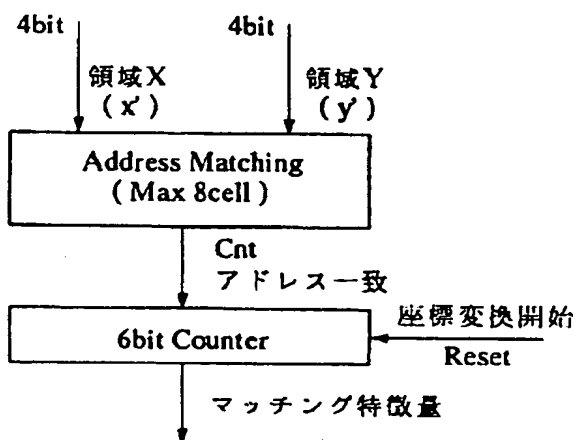 4bit 4bit
領域X 領域Y
(x') (y')
Address Matching
(Max 8cell)
Cnt
アドレス一致
座標変換開始
6bit Counter
Reset
マッチング特徴量